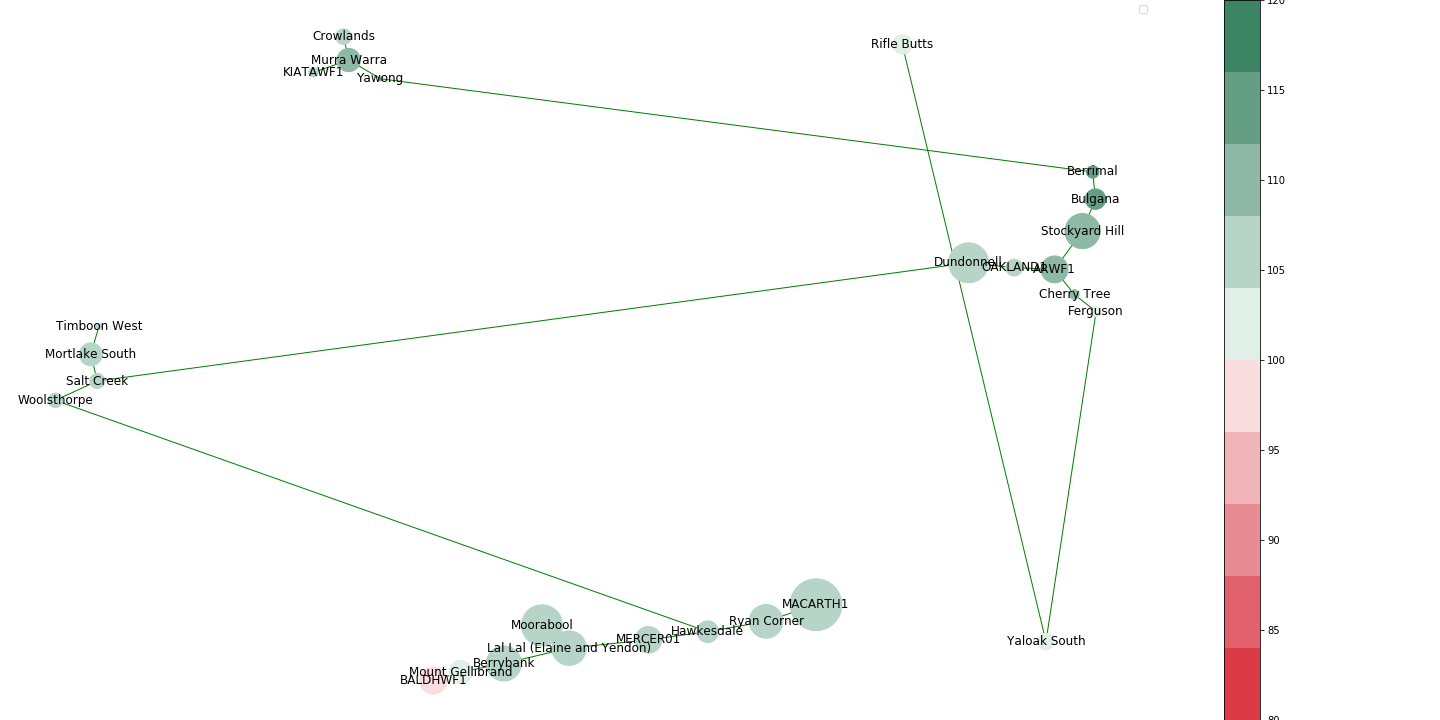 Crowlands
Murra Warra
KIATAWF1
Yawong
Rifle Butts
Berrimal
Bulgana
Stockyard Hill
Dundonnell
OAKLAND1
ARWF1
Cherry Tree
Ferguson
Timboon West
Mortlake South
Salt Creek
Woolsthorpe
MACARTH1
Ryan Corner
Moorabool
Hawkesdale
MERCER01
Lal Lal (Elaine and Yendon)
Berrybank
Mount Gellibrand
BALDHWF1
Yaloak South
120
115
110
105
100
95
90
85
80